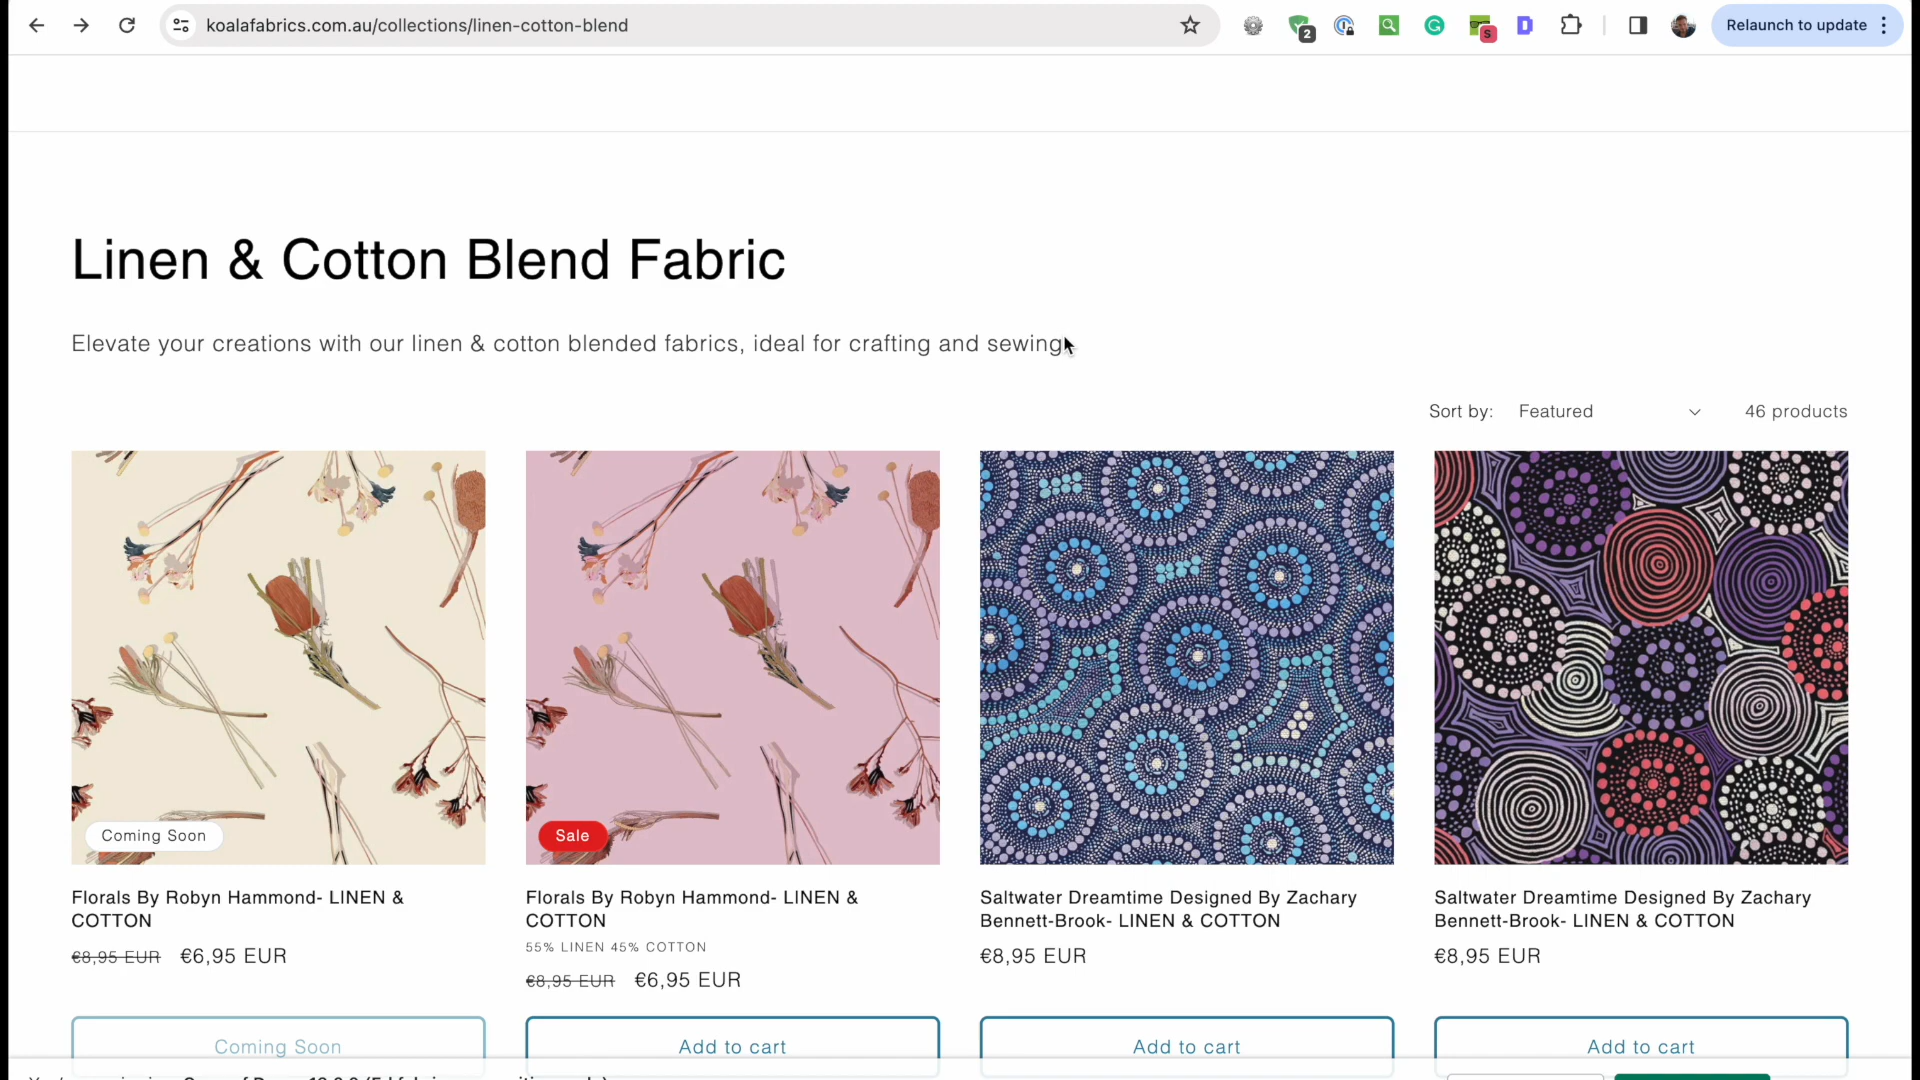 koalafabrics.com.au/collections/linen-cotton-blend
2
S
Relaunch to update
Linen & Cotton Blend Fabric
Elevate your creations with our linen & cotton blended fabrics, ideal for crafting and sewing
Sort by: Featured 46 products
Coming Soon
Sale
Florals By Robyn Hammond- LINEN &
COTTON
€8,95 EUR €6,95 EUR
Coming Soon
Florals By Robyn Hammond- LINEN &
COTTON
55% LINEN 45% COTTON
€8,95 EUR €6,95 EUR
Add to cart
Saltwater Dreamtime Designed By Zachary
Bennett-Brook- LINEN & COTTON
€8,95 EUR
Add to cart
Saltwater Dreamtime Designed By Zachary
Bennett-Brook- LINEN & COTTON
€8,95 EUR
Add to cart